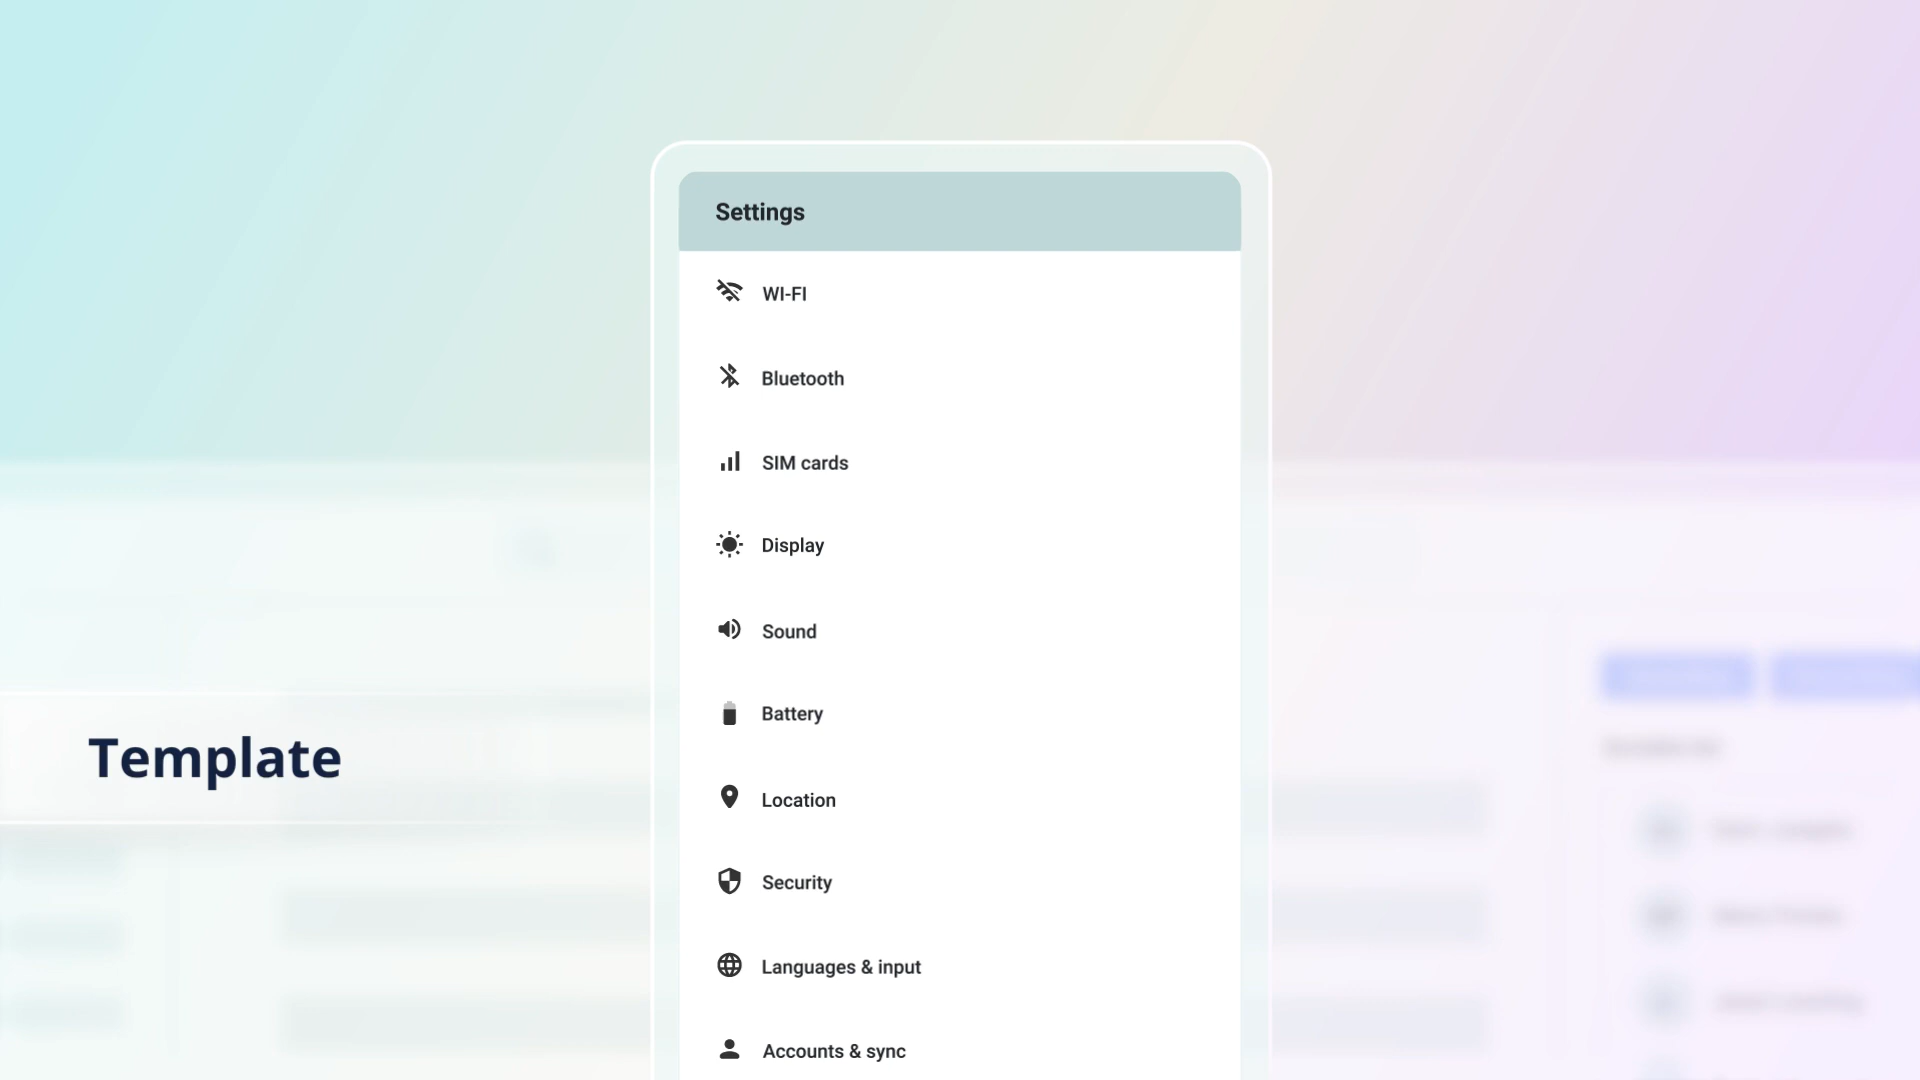 Settings
WI-FI
Bluetooth
SIM cards
Display
Sound
Battery
Template
Location
Security
Languages & input
Accounts & sync